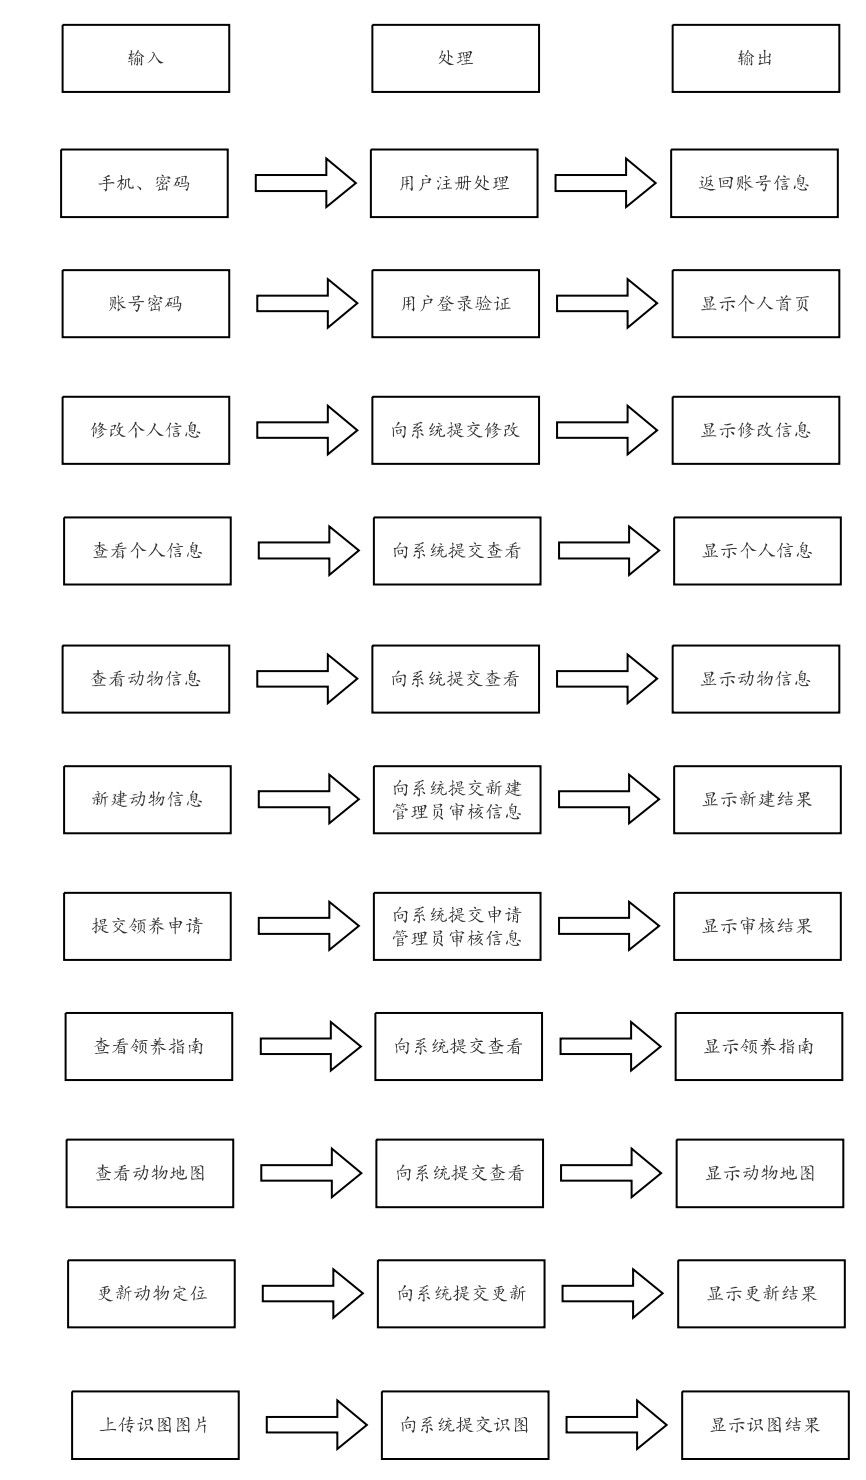 输入
处理
输出
手机、密码
用户注册处理
返回账号信息
账号密码
用户登录验证
显示个人首页
修改个人信息
向系统提交修改
显示修改信息
查看个人信息
向系统提交查看
显示个人信息
查看动物信息
向系统提交查看
显示动物信息
新建动物信息
向系统提交新建
管理员审核信息
显示新建结果
提交领养申请
向系统提交申请
管理员审核信息
显示审核结果
查看领养指南
向系统提交查看
显示领养指南
查看动物地图
向系统提交查看
显示动物地图
更新动物定位
向系统提交更新
显示更新结果
上传识图图片
向系统提交识图
显示识图结果